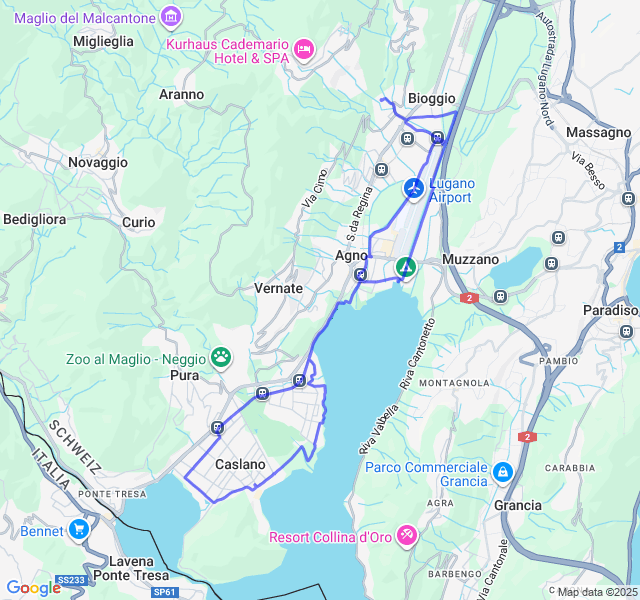 Maglio del Malcantone
Miglieglia
Kurhaus Cademario
Hotel & SPA
Aranno
Bioggio
Autostrada/Lugano Nord
Massagno
Novaggio
Via Besso
Via Cimo
Lugano
Airport
Bedigliora
Curio
S.da Regina
Agno
Muzzano
Vernate
2
Paradiso
Riva Cantonetto
Zoo al Maglio - Neggio
PAMBIO
Pura
MONTAGNOLA
Riva Valbella
SCHWEIZ
ITALIA
2
Caslano
Parco Commerciale
Grancia
CARABBIA
PONTE TRESA
AGRA
Grancia
Bennet
Resort Collina d'Oro
Via Cantonale
Lavena
Ponte Tresa
BARBENGO
SS233
SP61
Google
Map data ©2025